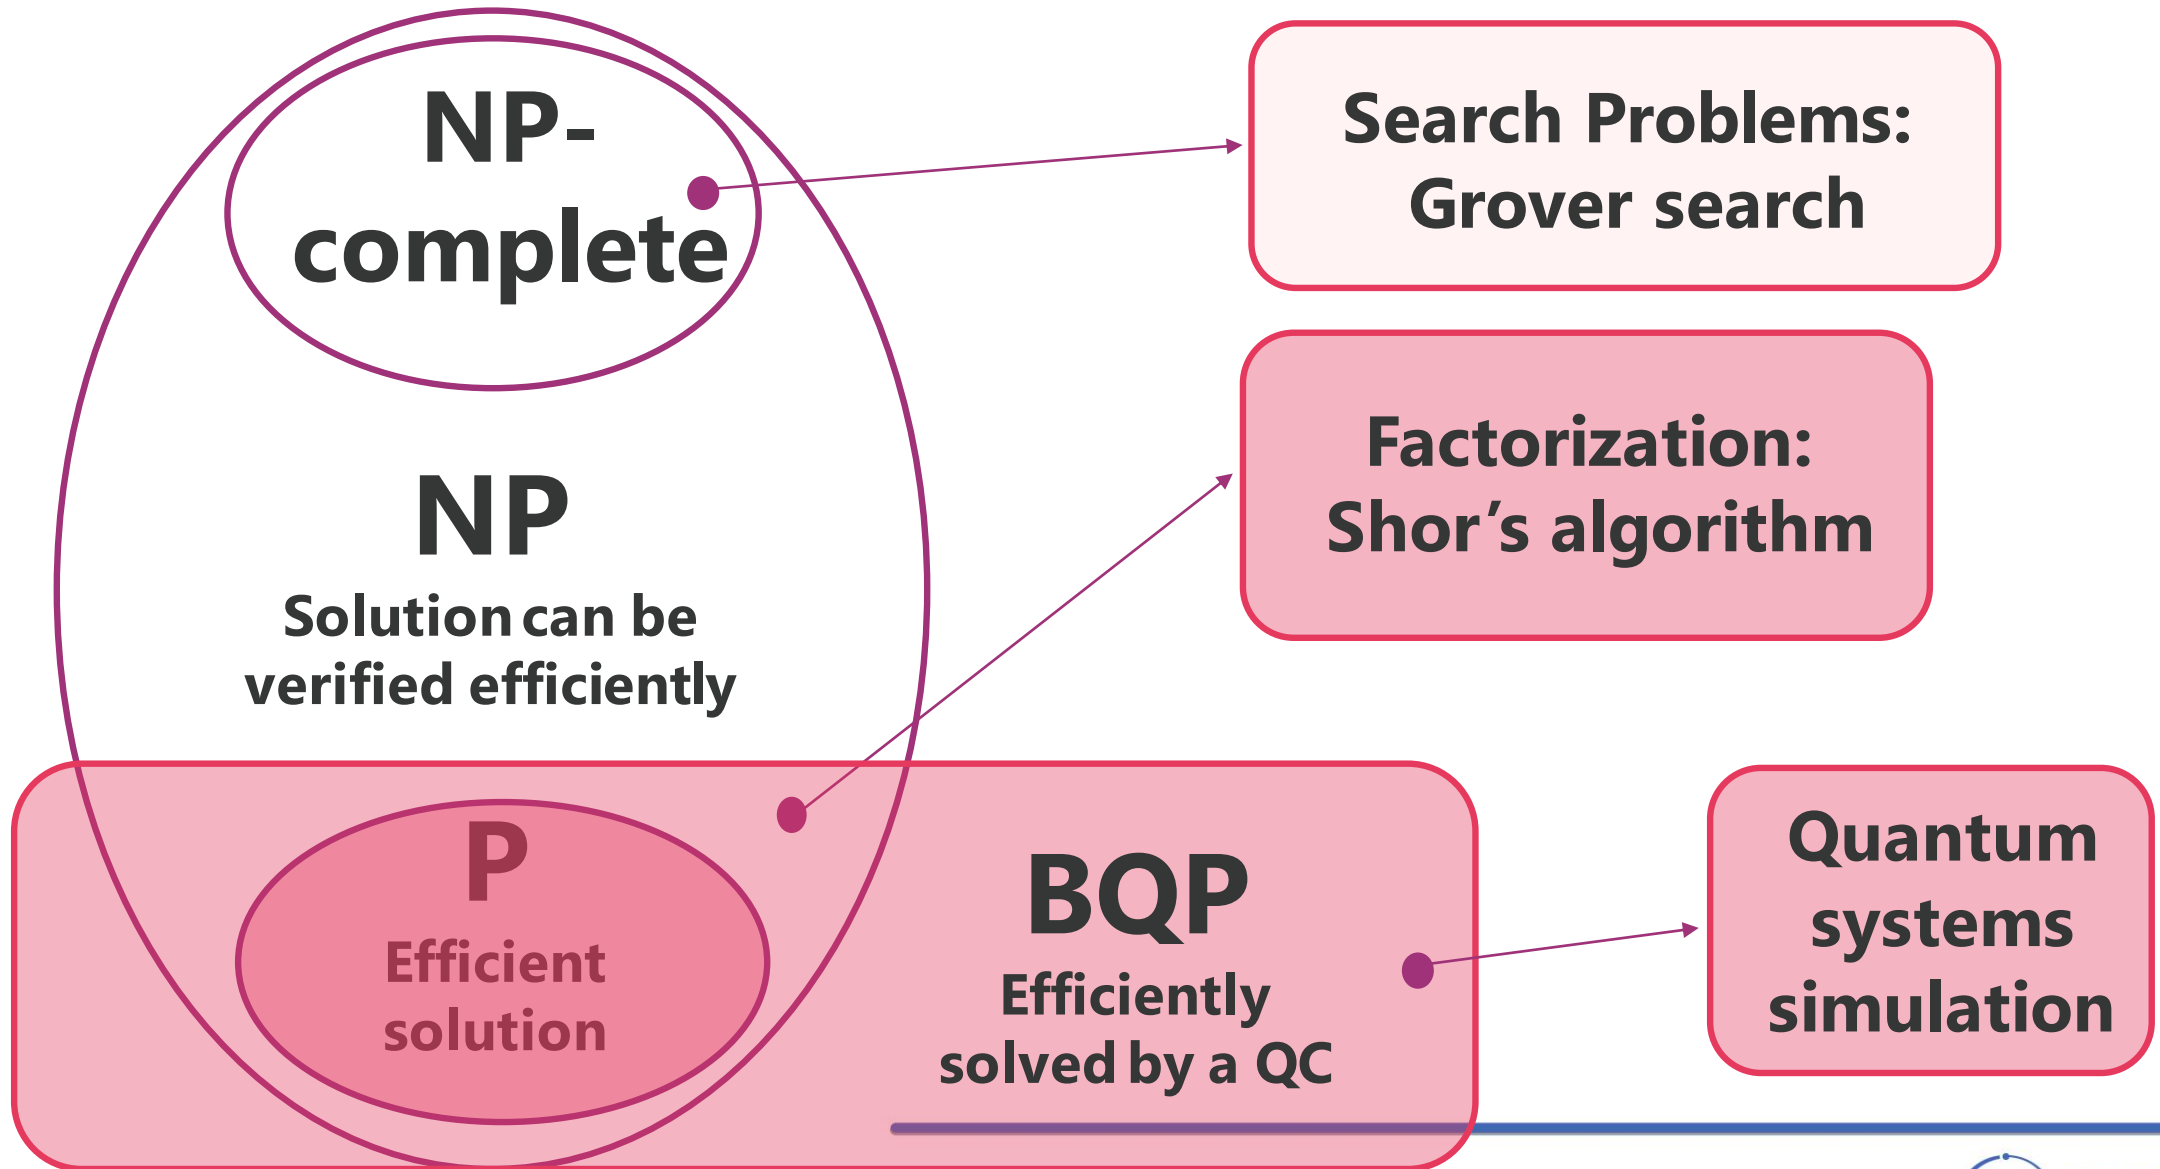 NP-
complete
NP
Solution can be
verified efficiently
P
Efficient
solution
BQP
Efficiently
solved by a QC
Search Problems:
Grover search
Factorization:
Shor’s algorithm
Quantum
systems
simulation